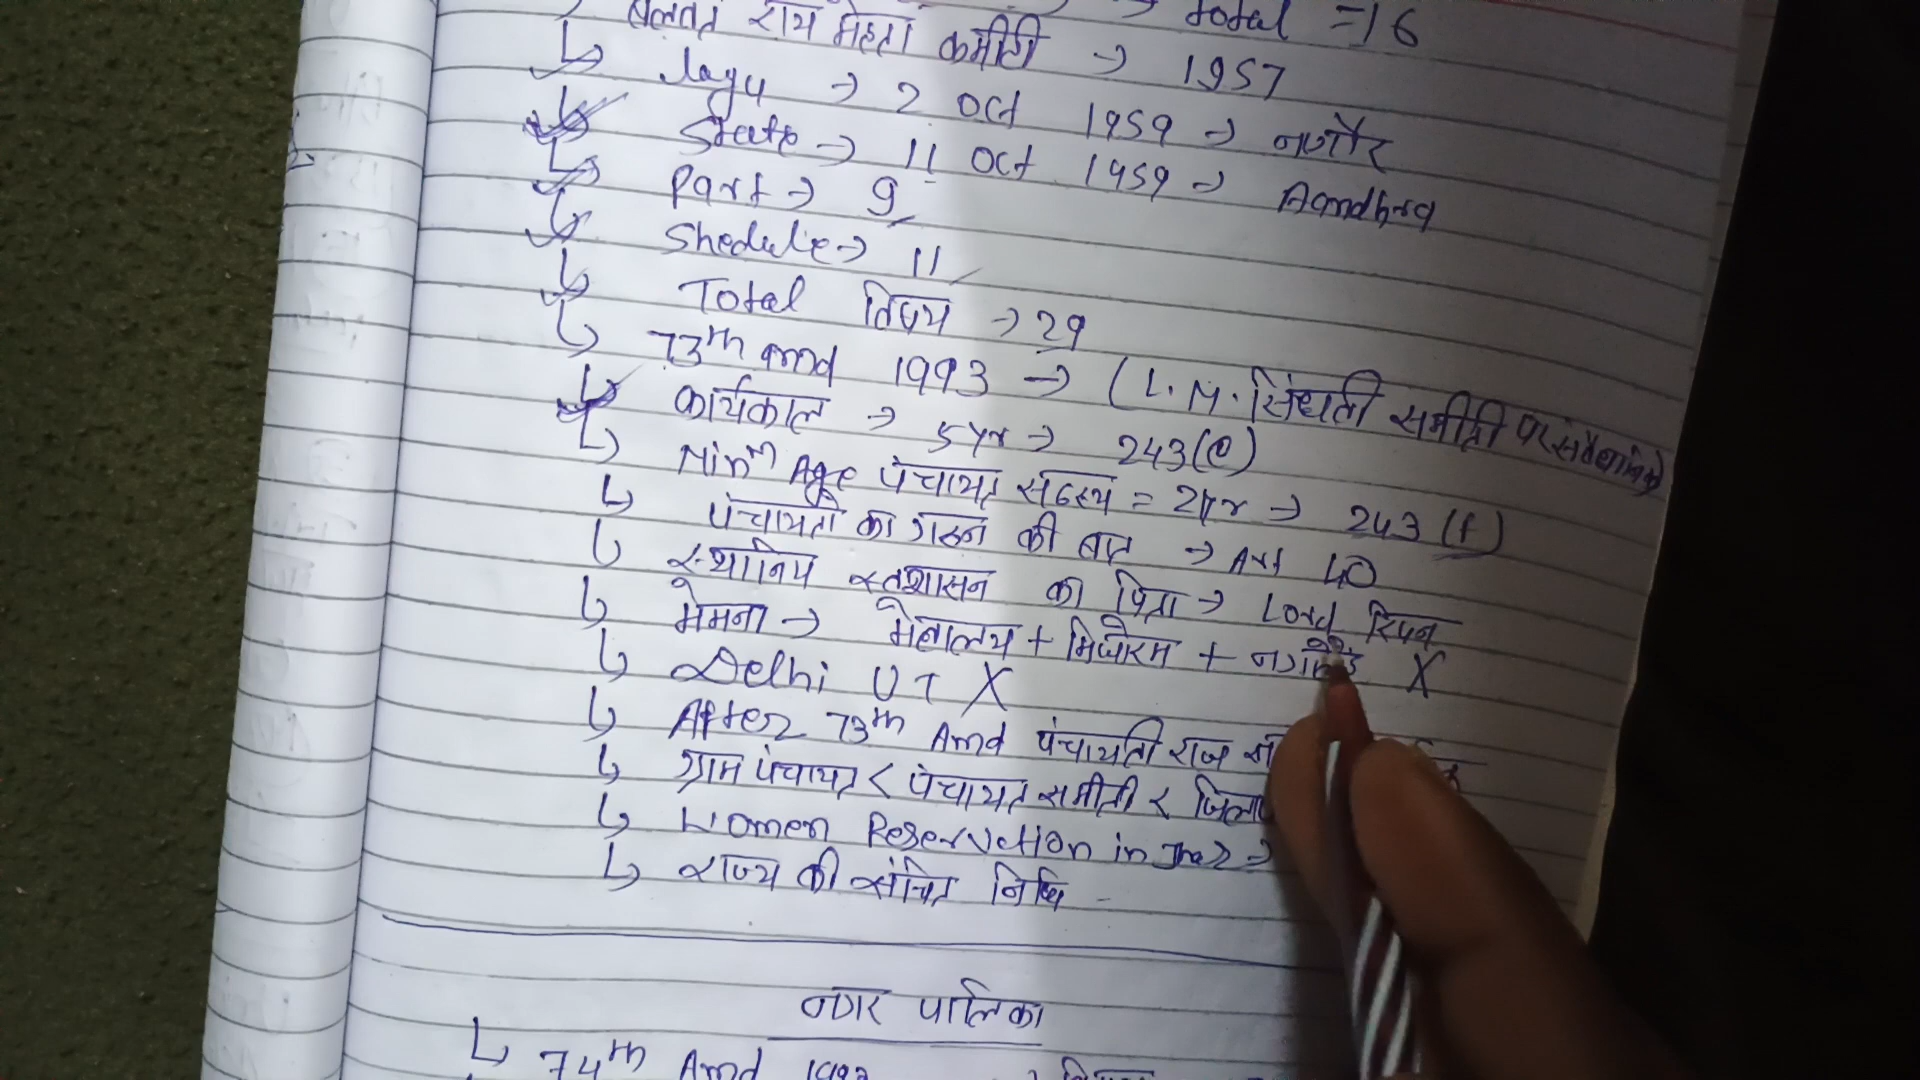 बलवंत राय मेहता कमीटी → 1957 → total = 16
↳ lagu → 2 Oct 1959 → नागौर
↳ State → 11 Oct 1959 → Aandhra
↳ Part → 9
↳ Shedule → 11
↳ Total विषय → 29
↳ 73rn amd 1993 → (L.M. सिंघवी समीती पर
↳ कार्यकाल → 5yr → 243(e)
↳ Minm Age पंचायत सदस्य = 21yr → 243 (f)
↳ पंचायतो का गठन की बात → Art 40
↳ स्थानिय स्वशासन का पिता → Lord रिपन
↳ मेमना → मेघालय + मिजोरम + नागालैंड X
↳ Delhi UT X
↳ After 73th Amd पंचायती राज
↳ ग्राम पंचायत < पंचायत समीती <
↳ Women Reservation in →
↳ राज्य की संचित निधि -
नगर पालिका
↳ 74th Amd